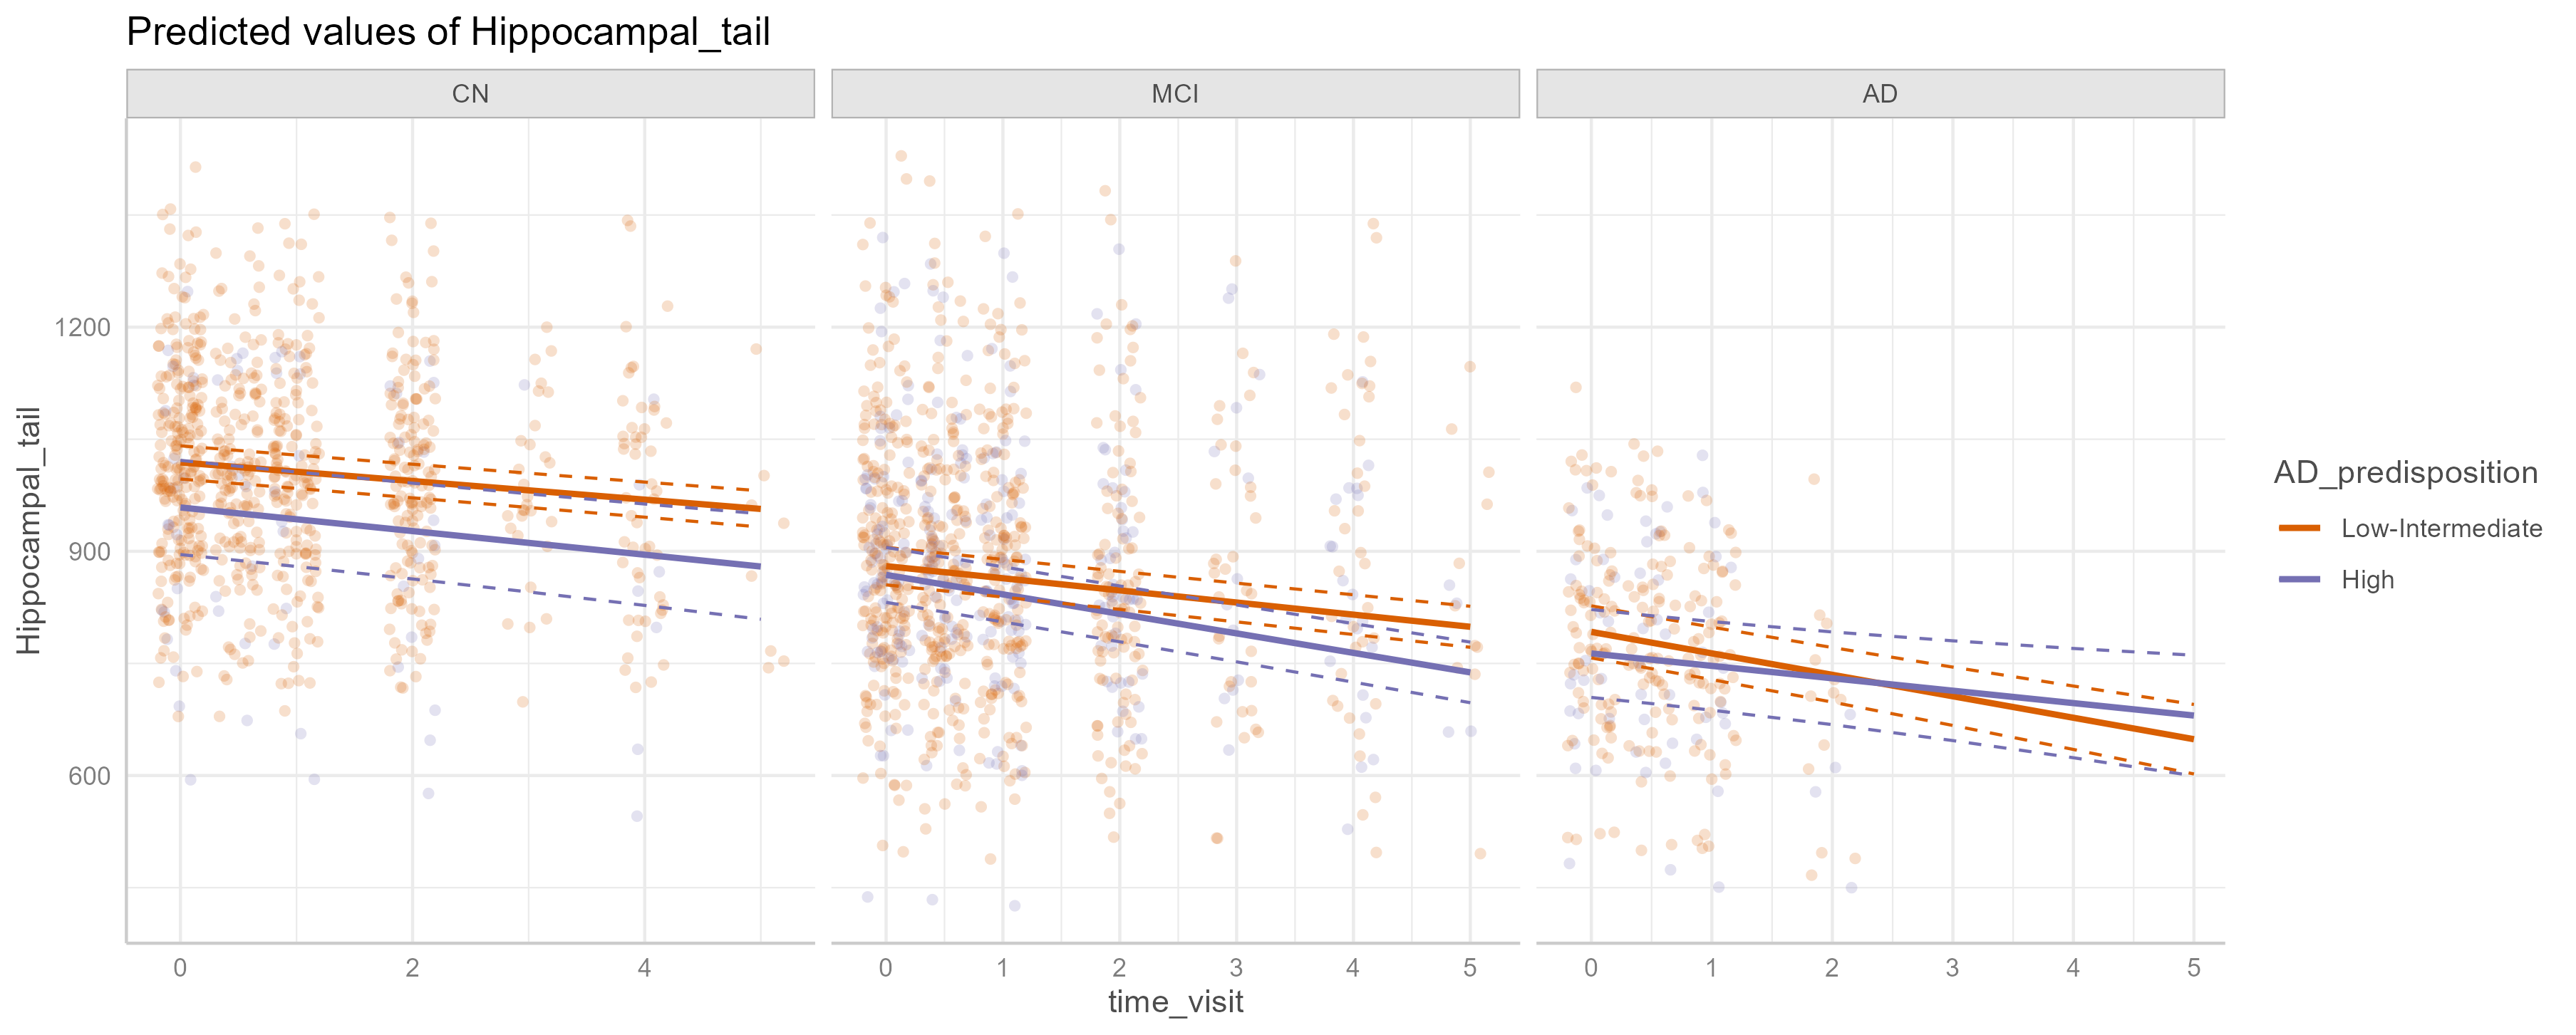 Predicted values of Hippocampal_tail
CN
MCI
AD
Hippocampal_tail
1200
900
600
0 2 4
0 1 2 3 4 5
0 1 2 3 4 5
time_visit
AD_predisposition
Low-Intermediate
High